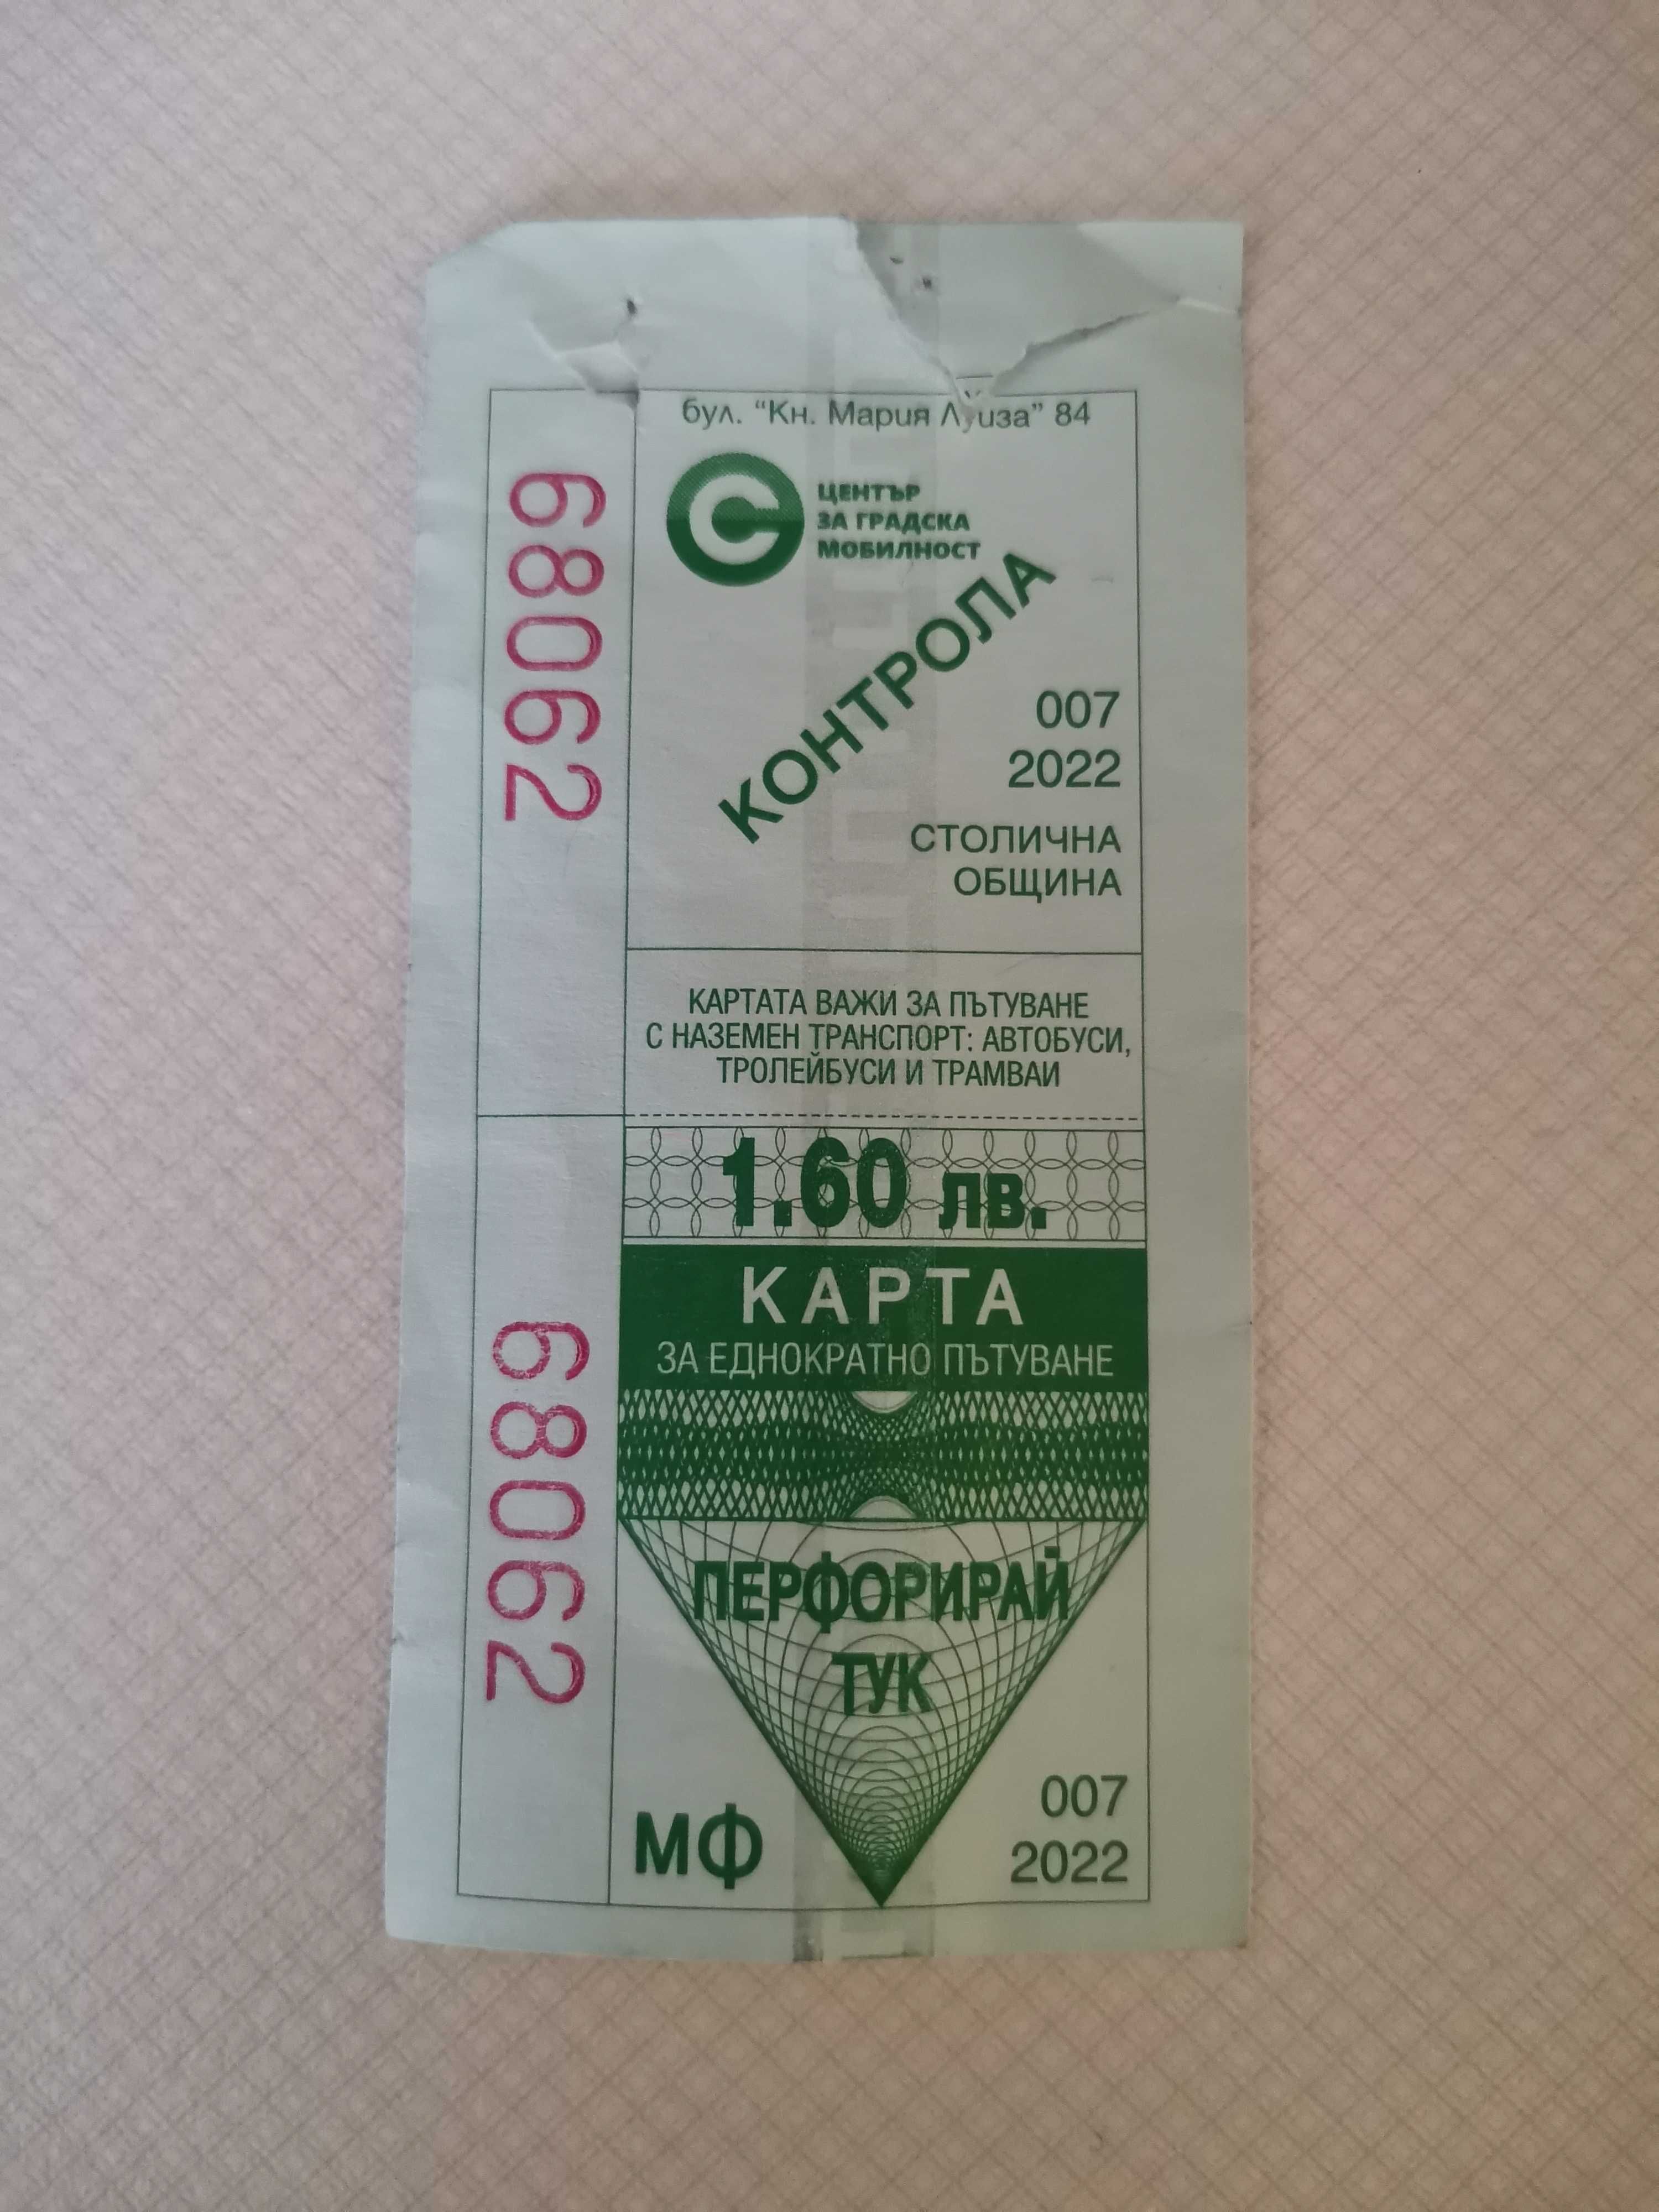 бул. “Кн. Мария Луиза” 84
ЦЕНТЪР
ЗА ГРАДСКА
МОБИЛНОСТ
КОНТРОЛА
007
2022
СТОЛИЧНА
ОБЩИНА
68062
КАРТАТА ВАЖИ ЗА ПЪТУВАНЕ
С НАЗЕМЕН ТРАНСПОРТ: АВТОБУСИ,
ТРОЛЕЙБУСИ И ТРАМВАИ
1.60 лв.
КАРТА
ЗА ЕДНОКРАТНО ПЪТУВАНЕ
68062
ПЕРФОРИРАЙ
ТУК
МФ
007
2022